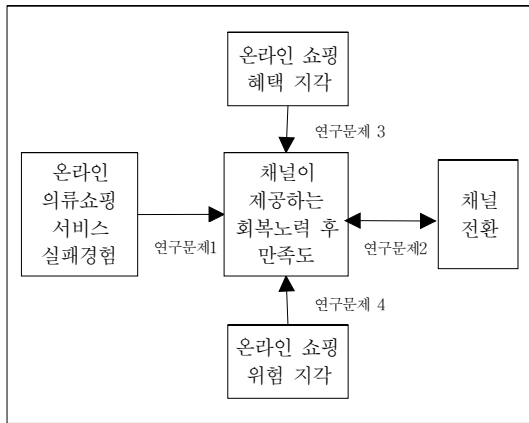 온라인 쇼핑
혜택 지각
연구문제 3
온라인
의류쇼핑
서비스
실패경험
연구문제1
채널이
제공하는
회복노력 후
만족도
연구문제2
채널
전환
연구문제 4
온라인 쇼핑
위험 지각